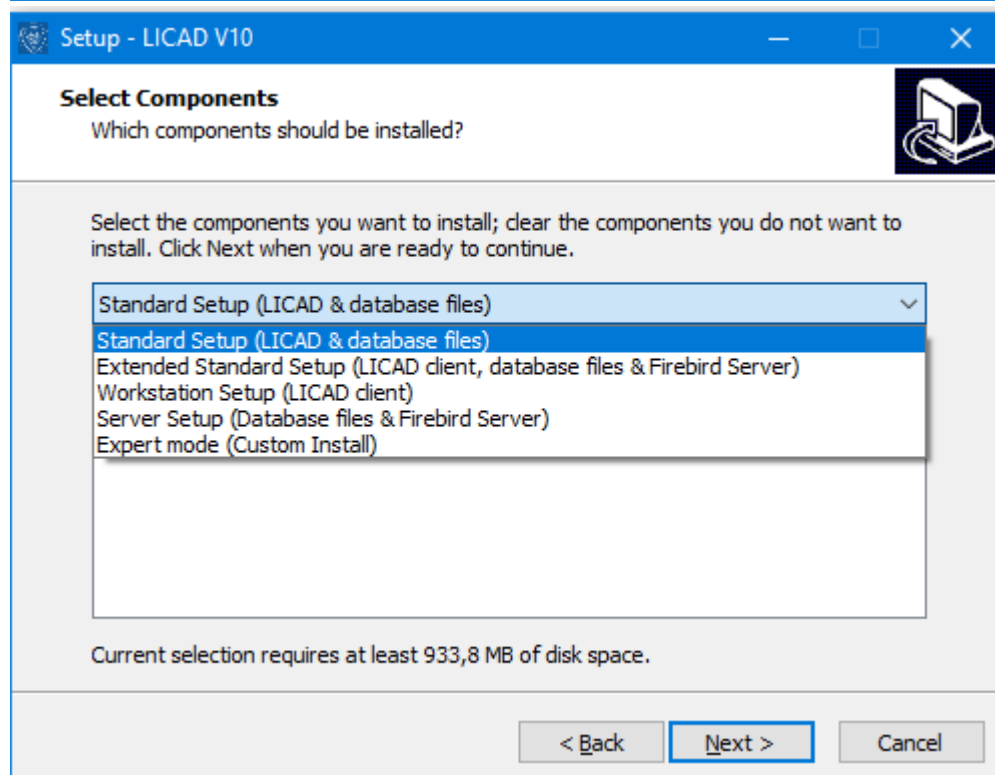 Setup - LICAD V10
Select Components
Which components should be installed?
Select the components you want to install; clear the components you do not want to
install. Click Next when you are ready to continue.
Standard Setup (LICAD & database files)
Standard Setup (LICAD & database files)
Extended Standard Setup (LICAD client, database files & Firebird Server)
Workstation Setup (LICAD client)
Server Setup (Database files & Firebird Server)
Expert mode (Custom Install)
Current selection requires at least 933,8 MB of disk space.
< Back
Next >
Cancel